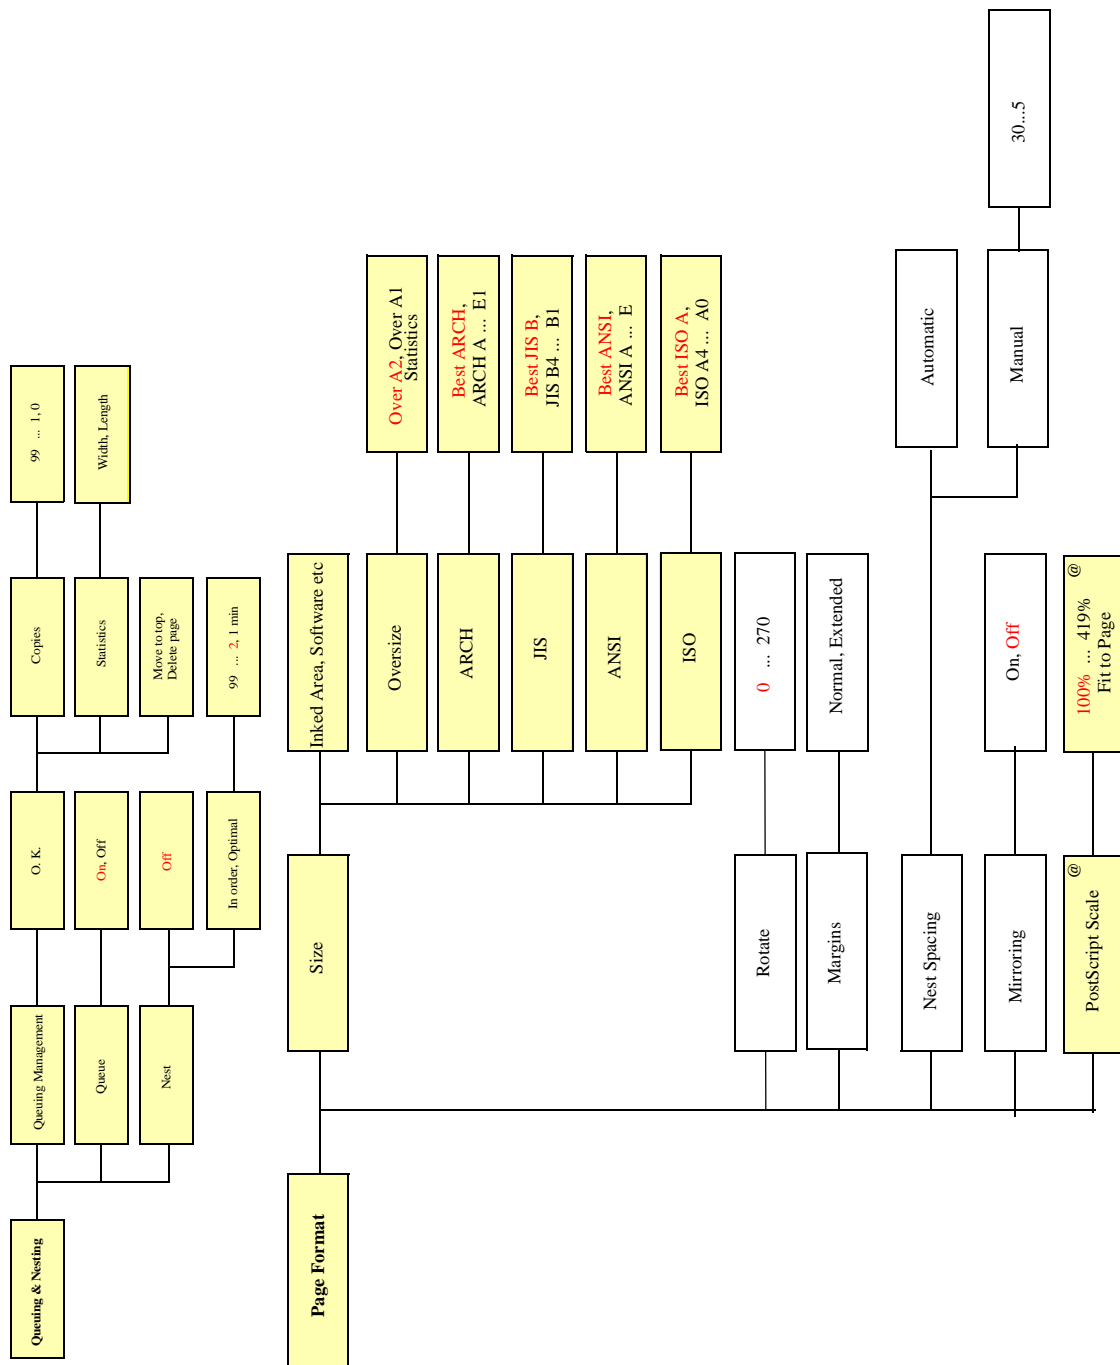 Queuing & Nesting
Queuing Management
O. K.
Copies
99 ... 1, 0
Statistics
Width, Length
Move to top,
Delete page
Queue
On, Off
Nest
Off
In order, Optimal
99 ... 2, 1 min
Page Format
Size
Inked Area, Software etc
Oversize
Over A2, Over A1
Statistics
ARCH
Best ARCH,
ARCH A ... E1
JIS
Best JIS B,
JIS B4 ... B1
ANSI
Best ANSI,
ANSI A ... E
ISO
Best ISO A,
ISO A4 ... A0
Rotate
0 ... 270
Margins
Normal, Extended
Nest Spacing
Automatic
Manual
30...5
Mirroring
On, Off
PostScript Scale
@
100% ... 419%
Fit to Page
@